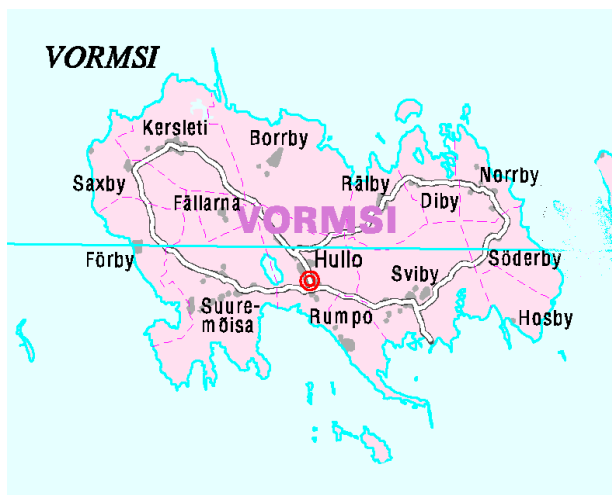 VORMSI
Kersleti
Borrby
Saxby
Rälby
Norrby
Diby
Fällarna
VORMSI
Förby
Hullo
Söderby
Sviby
Suure-
mõisa
Rumpo
Hosby